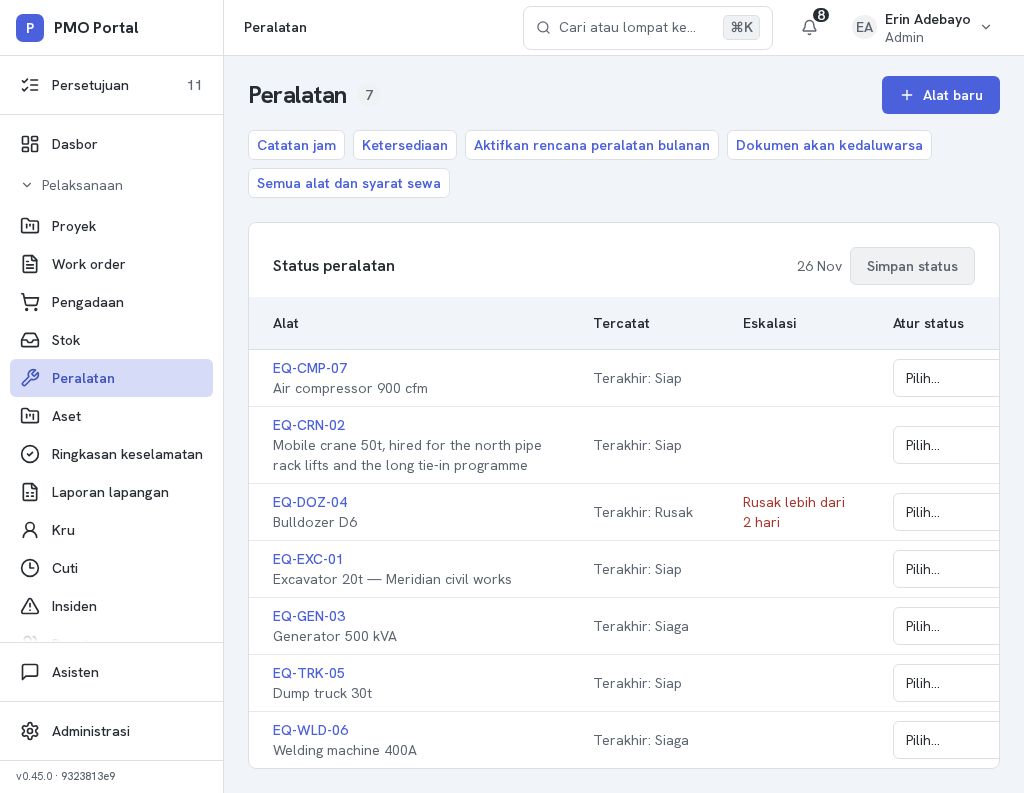 P PMO Portal
Persetujuan 11
Dasbor
Pelaksanaan
Proyek
Work order
Pengadaan
Stok
Peralatan
Aset
Ringkasan keselamatan
Laporan lapangan
Kru
Cuti
Insiden
Asisten
Administrasi
v0.45.0 · 9323813e9
Peralatan
Cari atau lompat ke... ⌘K
8
EA
Erin Adebayo
Admin
Peralatan 7
Alat baru
Catatan jam Ketersediaan Aktifkan rencana peralatan bulanan Dokumen akan kedaluwarsa
Semua alat dan syarat sewa
Status peralatan 26 Nov Simpan status
Alat Tercatat Eskalasi Atur status
EQ-CMP-07
Air compressor 900 cfm
Terakhir: Siap
Pilih...
EQ-CRN-02
Mobile crane 50t, hired for the north pipe
rack lifts and the long tie-in programme
Terakhir: Siap
Pilih...
EQ-DOZ-04
Bulldozer D6
Terakhir: Rusak
Rusak lebih dari
2 hari
Pilih...
EQ-EXC-01
Excavator 20t — Meridian civil works
Terakhir: Siap
Pilih...
EQ-GEN-03
Generator 500 kVA
Terakhir: Siaga
Pilih...
EQ-TRK-05
Dump truck 30t
Terakhir: Siap
Pilih...
EQ-WLD-06
Welding machine 400A
Terakhir: Siaga
Pilih...